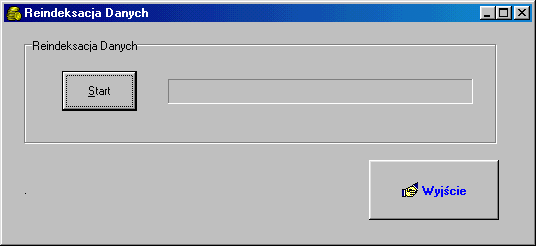 Reindeksacja Danych
Reindeksacja Danych
Start
.
Wyjście